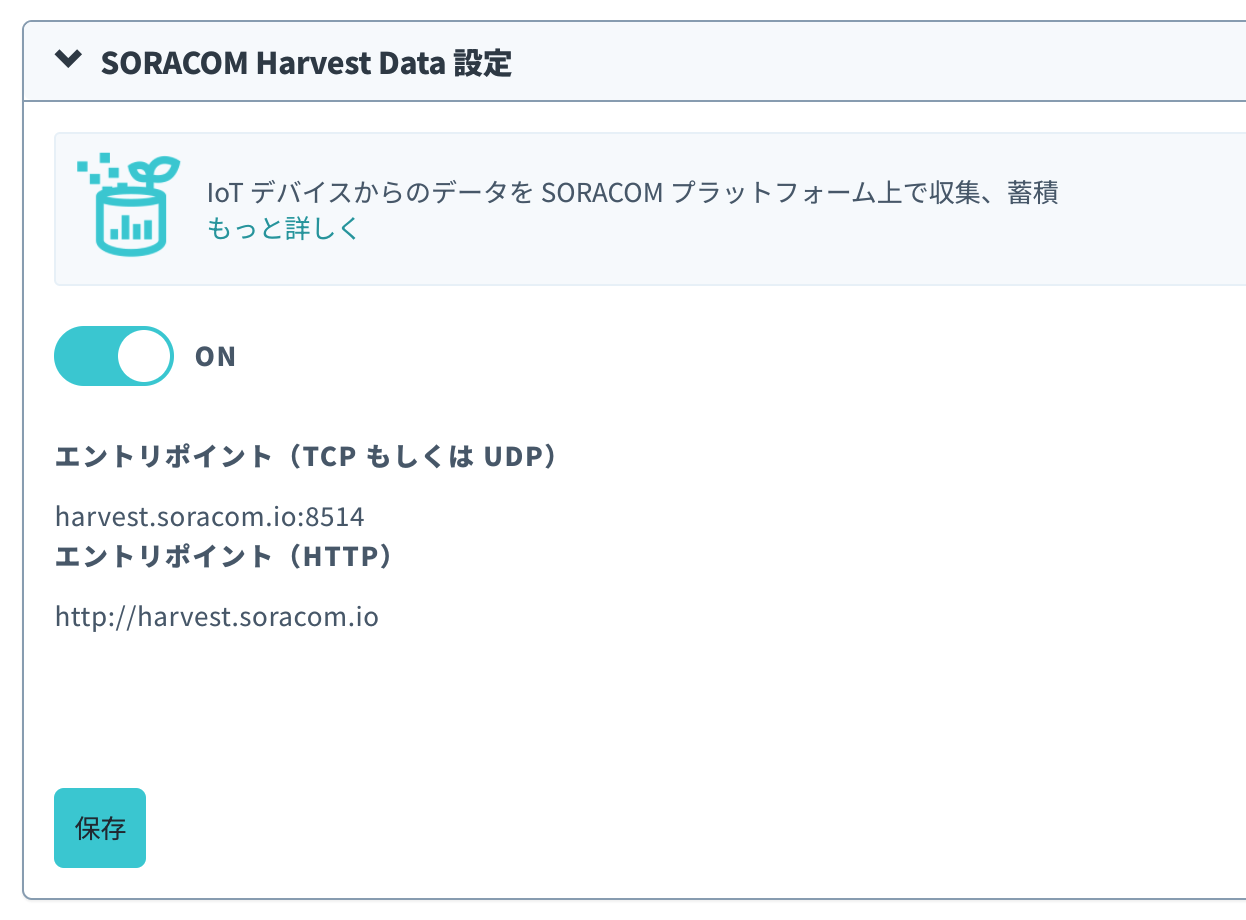 SORACOM Harvest Data 設定
IoT デバイスからのデータを SORACOM プラットフォーム上で収集、蓄積
もっと詳しく
ON
エントリポイント（TCP もしくは UDP）
harvest.soracom.io:8514
エントリポイント（HTTP）
http://harvest.soracom.io
保存